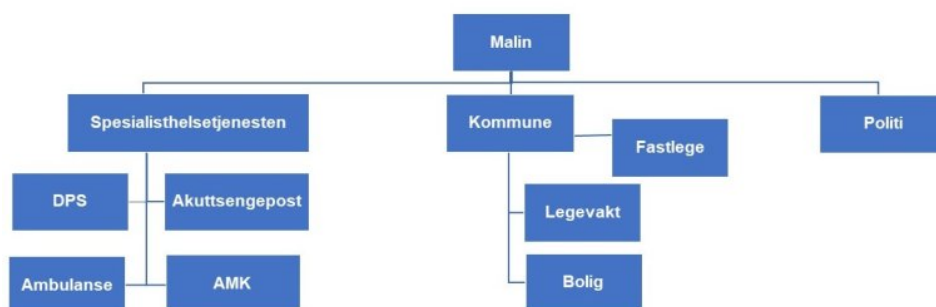 Malin
Spesialisthelsetjenesten
Kommune
Politi
Fastlege
DPS
Akuttsengepost
Legevakt
Ambulanse
AMK
Bolig